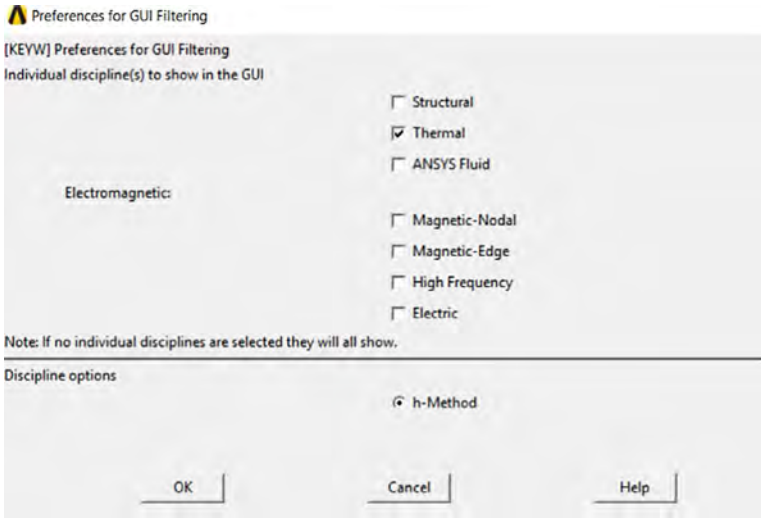 Preferences for GUI Filtering
[KEYW] Preferences for GUI Filtering
Individual discipline(s) to show in the GUI
Structural
Thermal
ANSYS Fluid
Electromagnetic:
Magnetic-Nodal
Magnetic-Edge
High Frequency
Electric
Note: If no individual disciplines are selected they will all show.
Discipline options
h-Method
OK Cancel Help